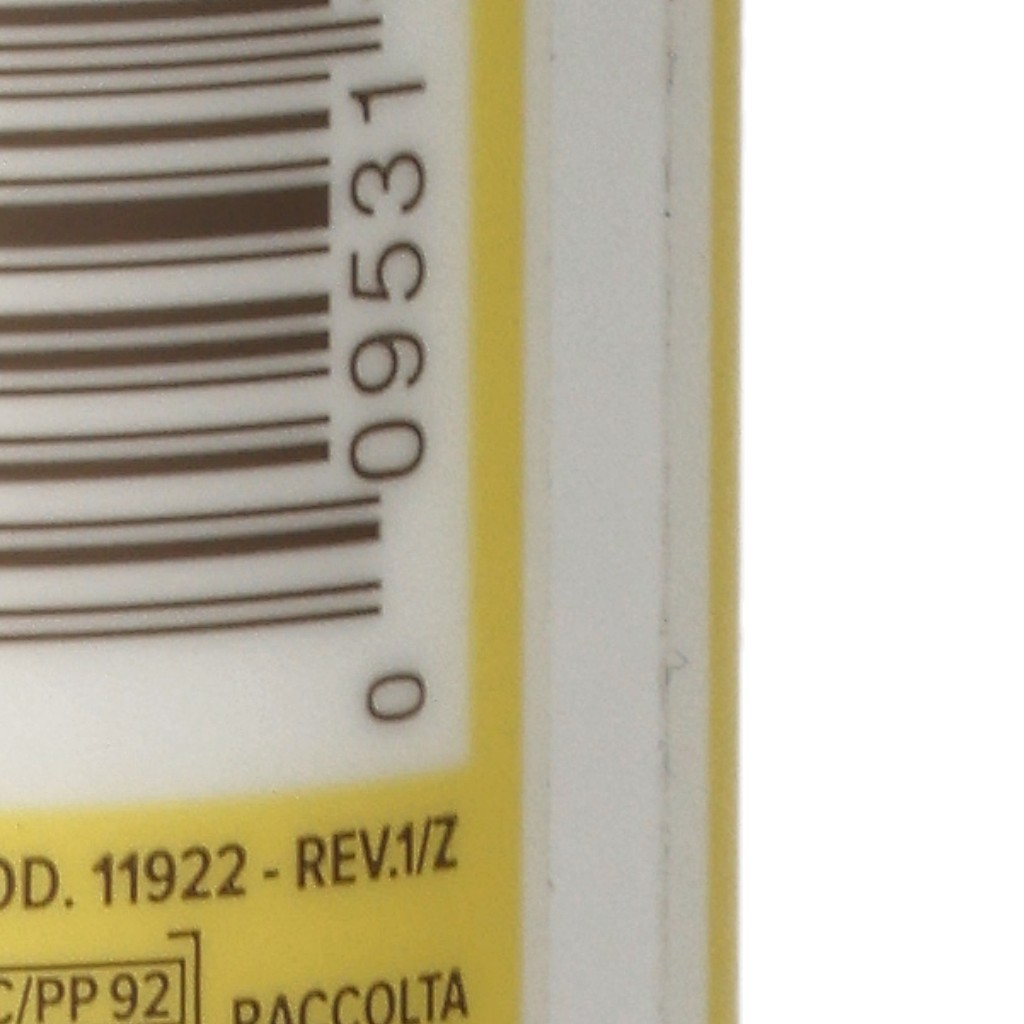 0 09531
OD. 11922 - REV.1/Z
C/PP 92
RACCOLTA